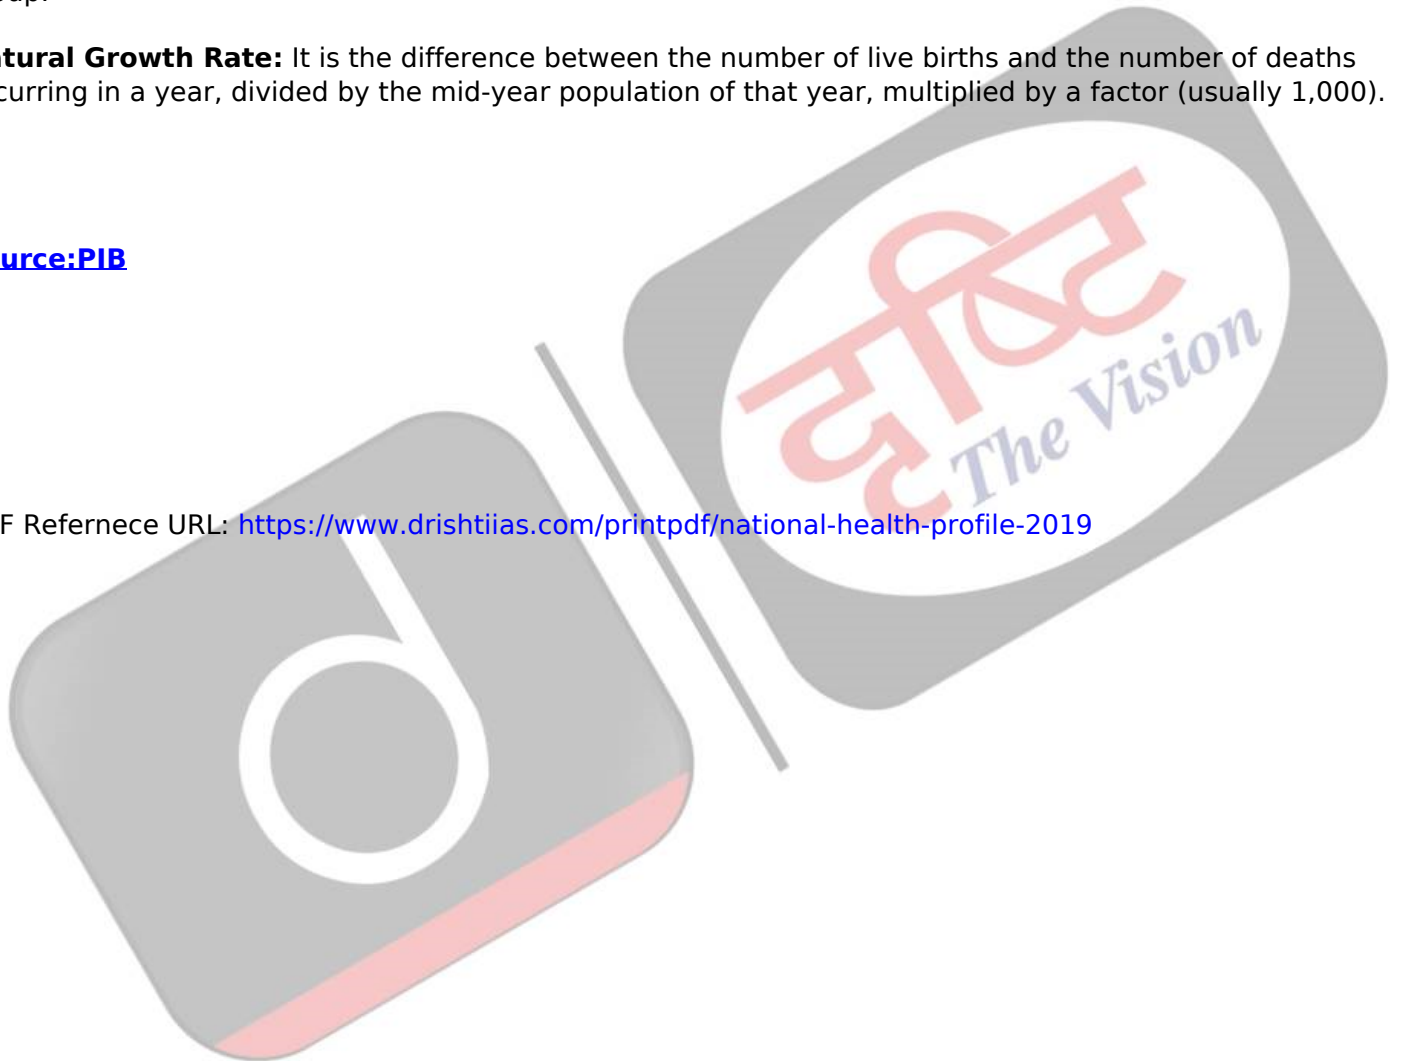 atural Growth Rate: It is the difference between the number of live births and the number of deaths
curring in a year, divided by the mid-year population of that year, multiplied by a factor (usually 1,000).
urce:PIB
दृष्टि
The Vision
F Refernece URL: https://www.drishtiias.com/printpdf/national-health-profile-2019
d